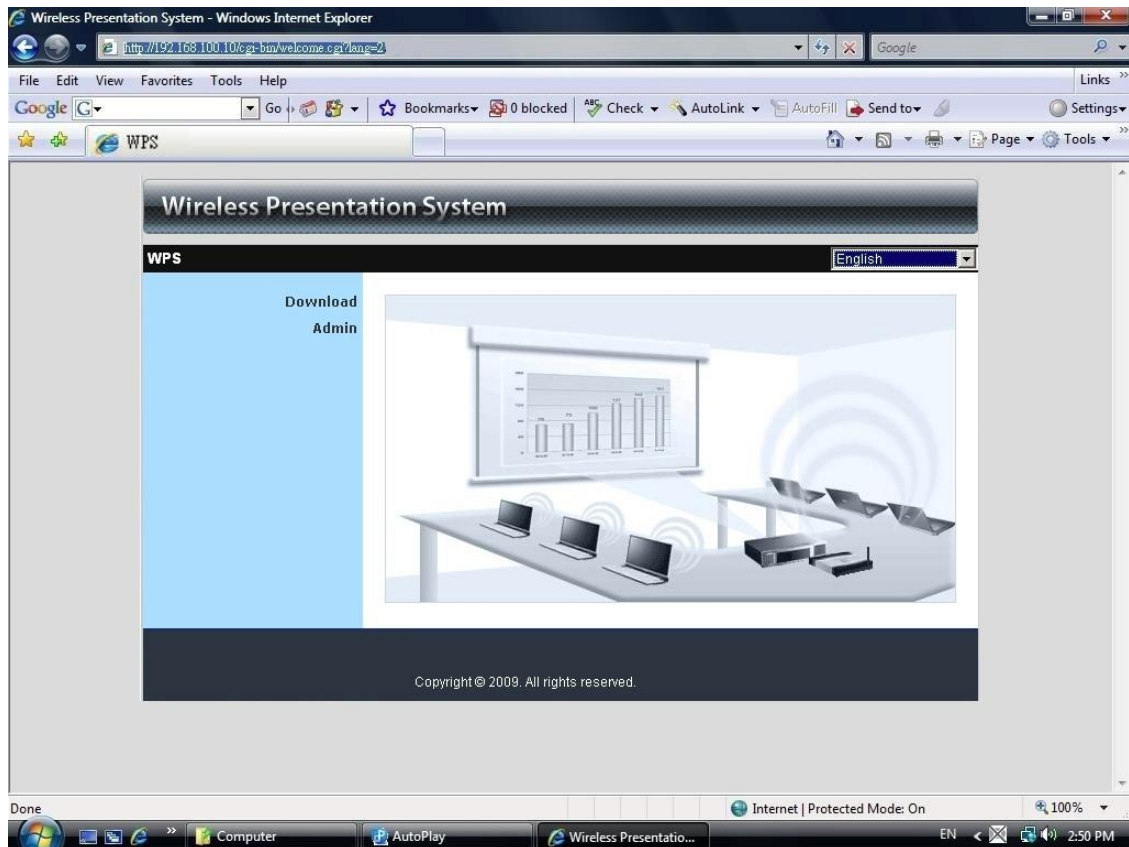 Wireless Presentation System - Windows Internet Explorer
http://192.168.100.10/cgi-bin/welcome.cgi?lang=2
Google
File Edit View Favorites Tools Help
Links »
Google G Go Bookmarks 0 blocked ABC Check AutoLink AutoFill Send to Settings
WPS
Page Tools »
Wireless Presentation System
WPS
English
Download
Admin
Copyright © 2009. All rights reserved.
Done
Internet | Protected Mode: On
100%
» Computer
AutoPlay
Wireless Presentatio...
EN
2:50 PM